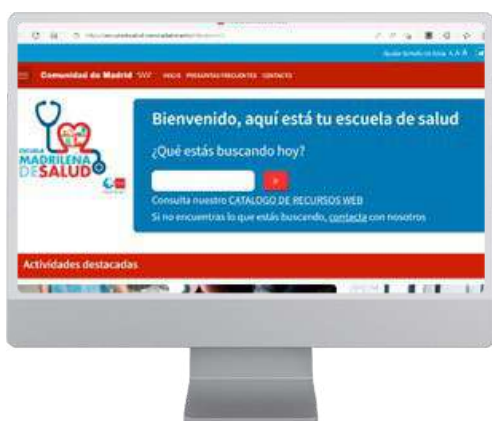 Comunidad de Madrid INICIO PREGUNTAS FRECUENTES CONTACTO
ESCUELA
MADRILEÑA
DE SALUD
Bienvenido, aquí está tu escuela de salud
¿Qué estás buscando hoy?
Consulta nuestro CATALOGO DE RECURSOS WEB
Si no encuentras lo que estás buscando, contacta con nosotros
Actividades destacadas